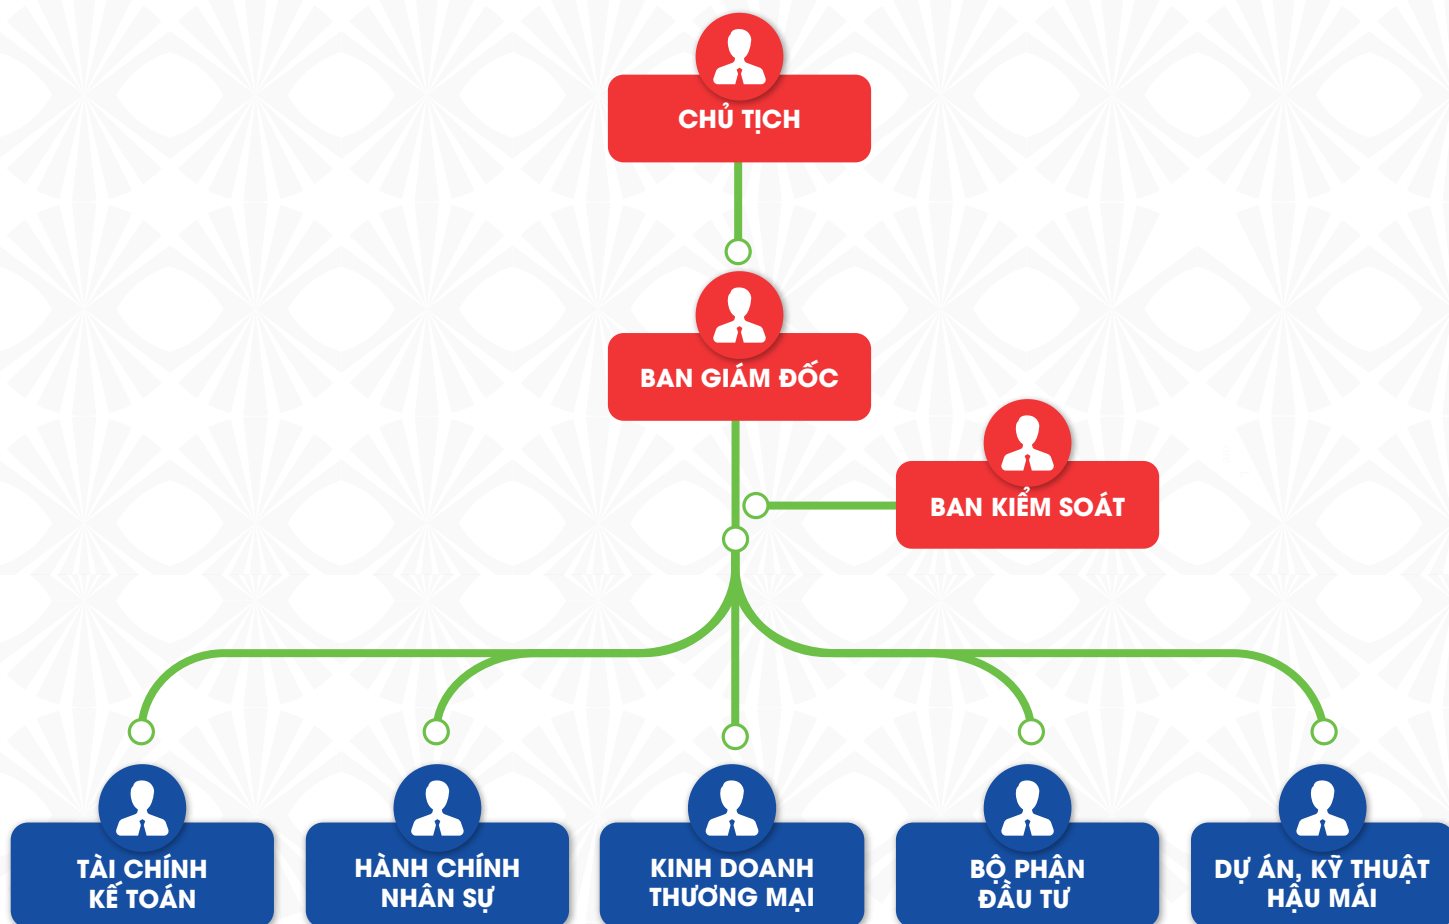 CHỦ TỊCH
BAN GIÁM ĐỐC
BAN KIỂM SOÁT
TÀI CHÍNH
KẾ TOÁN
HÀNH CHÍNH
NHÂN SỰ
KINH DOANH
THƯƠNG MẠI
BỘ PHẬN
ĐẦU TƯ
DỰ ÁN, KỸ THUẬT
HẬU MÁI